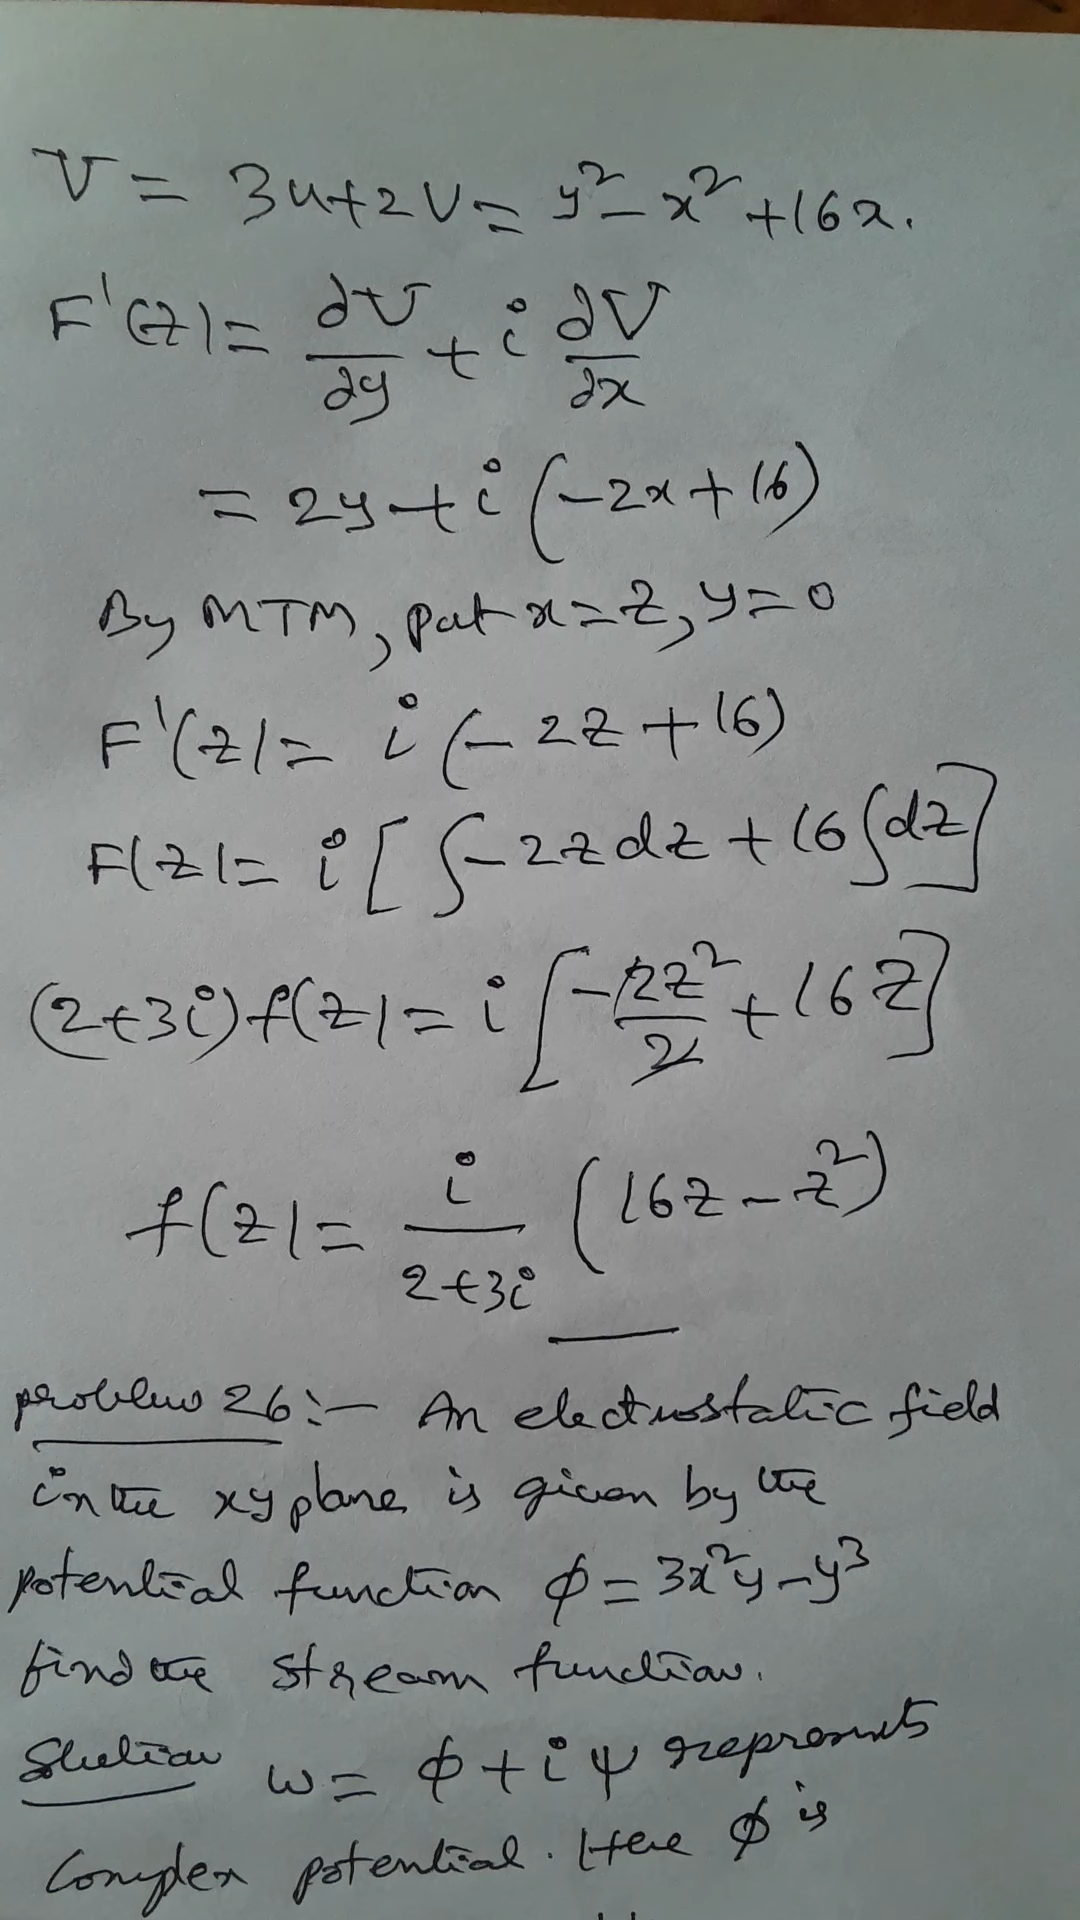 V = 3u+2v = y² - x² + 16x.
F'(z) = ∂V/∂y + i ∂V/∂x
= 2y + i (-2x + 16)
By MTM, put x = z, y = 0
F'(z) = i (-2z + 16)
F(z) = i [∫-2z dz + 16 ∫dz]
(2+3i) f(z) = i [-2z²/2 + 16z]
f(z) = i/(2+3i) (16z - z²)
problem 26:- An electrostatic field
in the xy plane is given by the
potential function φ = 3x²y - y³
find the stream function.
Solution w = φ + iψ represents
Complex potential. Here φ is